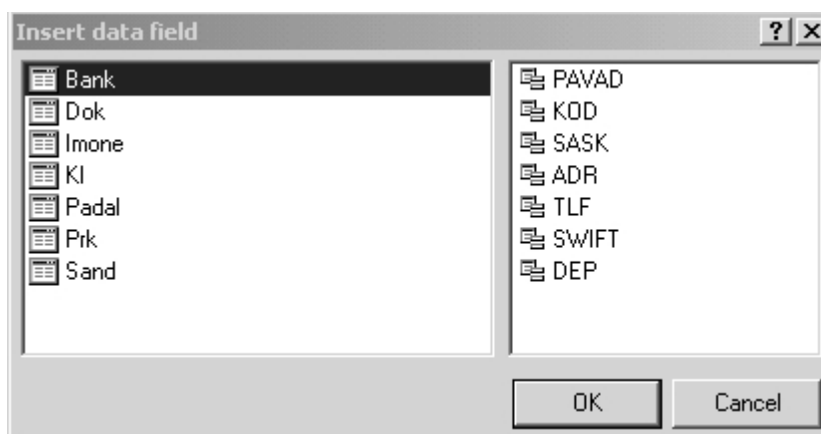 Insert data field
Bank
Dok
Imone
Kl
Padal
Prk
Sand
PAVAD
KOD
SASK
ADR
TLF
SWIFT
DEP
OK
Cancel